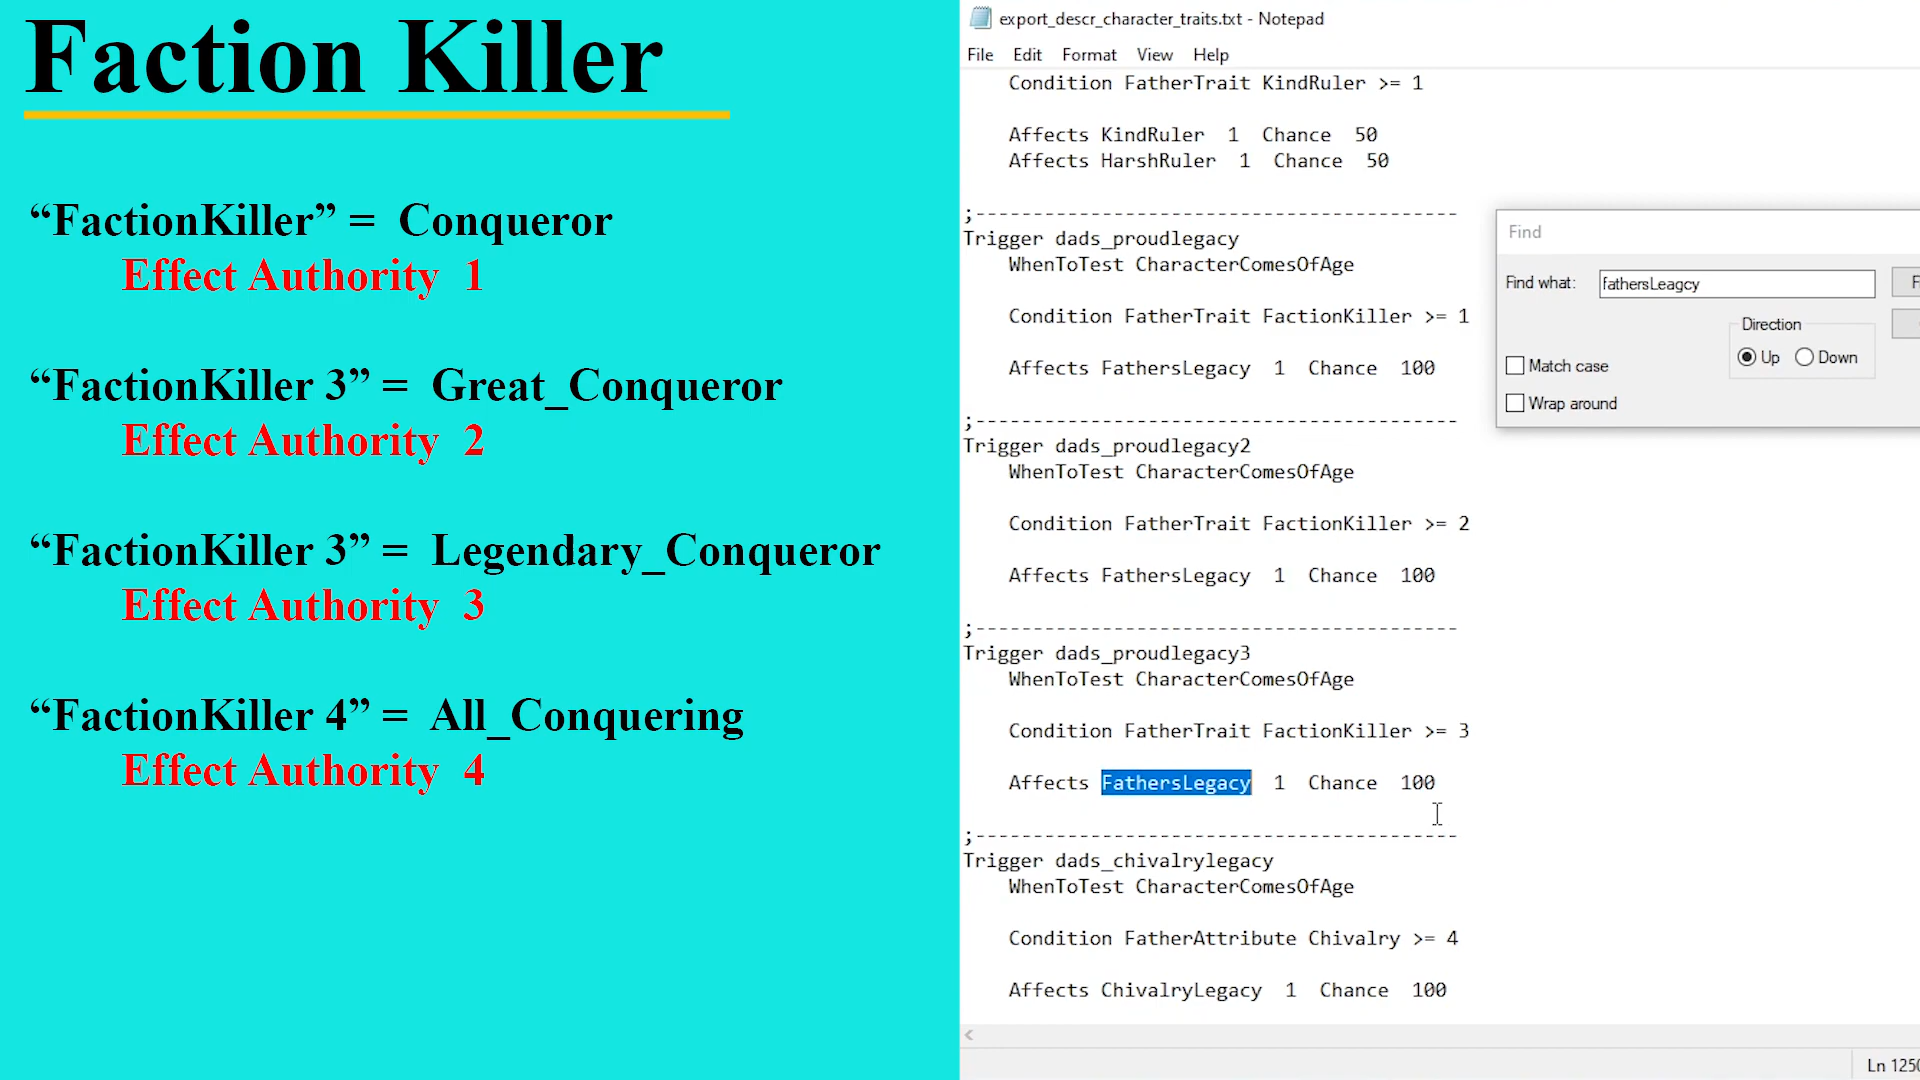 Faction Killer
“FactionKiller” = Conqueror
Effect Authority 1
“FactionKiller 3” = Great_Conqueror
Effect Authority 2
“FactionKiller 3” = Legendary_Conqueror
Effect Authority 3
“FactionKiller 4” = All_Conquering
Effect Authority 4
export_descr_character_traits.txt - Notepad
File Edit Format View Help
Condition FatherTrait KindRuler >= 1
Affects KindRuler 1 Chance 50
Affects HarshRuler 1 Chance 50
;------------------------------------------
Trigger dads_proudlegacy
WhenToTest CharacterComesOfAge
Condition FatherTrait FactionKiller >= 1
Affects FathersLegacy 1 Chance 100
;------------------------------------------
Trigger dads_proudlegacy2
WhenToTest CharacterComesOfAge
Condition FatherTrait FactionKiller >= 2
Affects FathersLegacy 1 Chance 100
;------------------------------------------
Trigger dads_proudlegacy3
WhenToTest CharacterComesOfAge
Condition FatherTrait FactionKiller >= 3
Affects FathersLegacy 1 Chance 100
;------------------------------------------
Trigger dads_chivalrylegacy
WhenToTest CharacterComesOfAge
Condition FatherAttribute Chivalry >= 4
Affects ChivalryLegacy 1 Chance 100
Find
Find what: fathersLeagcy
Direction
Up Down
Match case
Wrap around